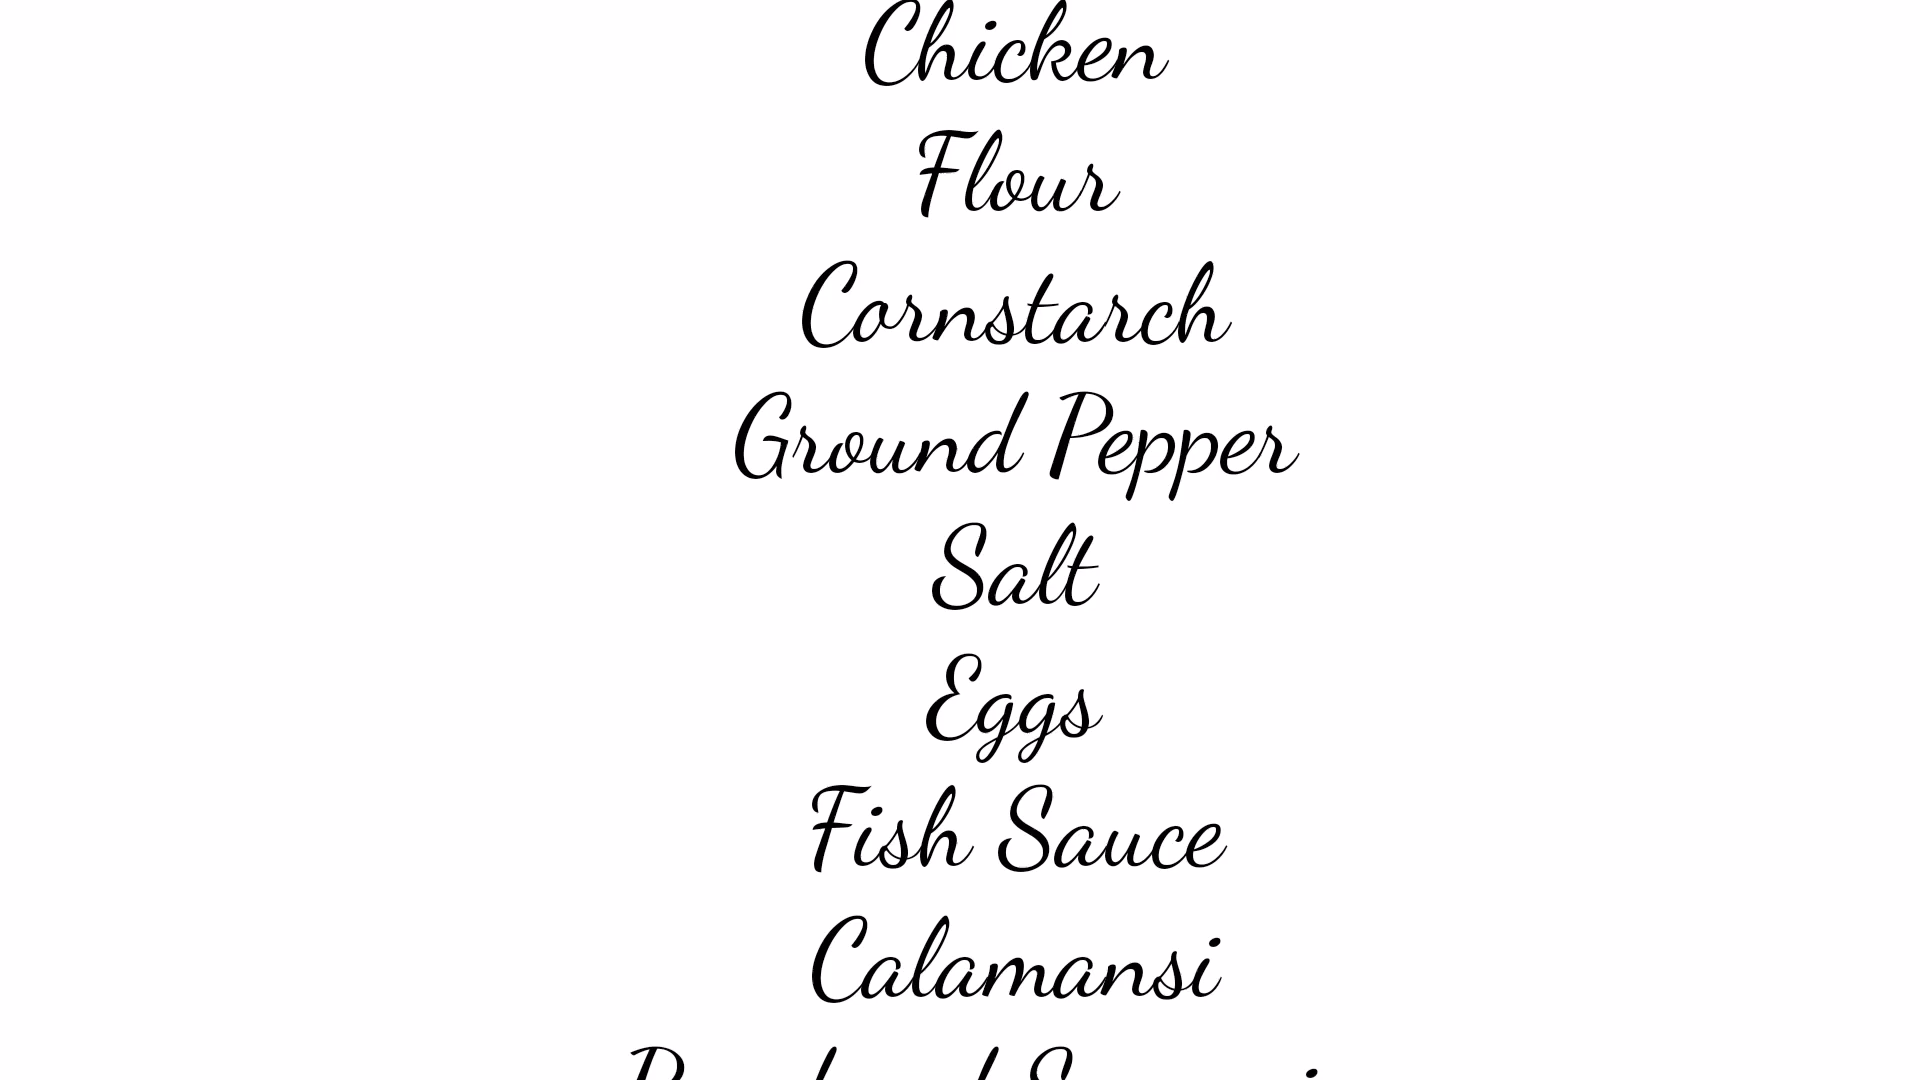 Chicken
Flour
Cornstarch
Ground Pepper
Salt
Eggs
Fish Sauce
Calamansi